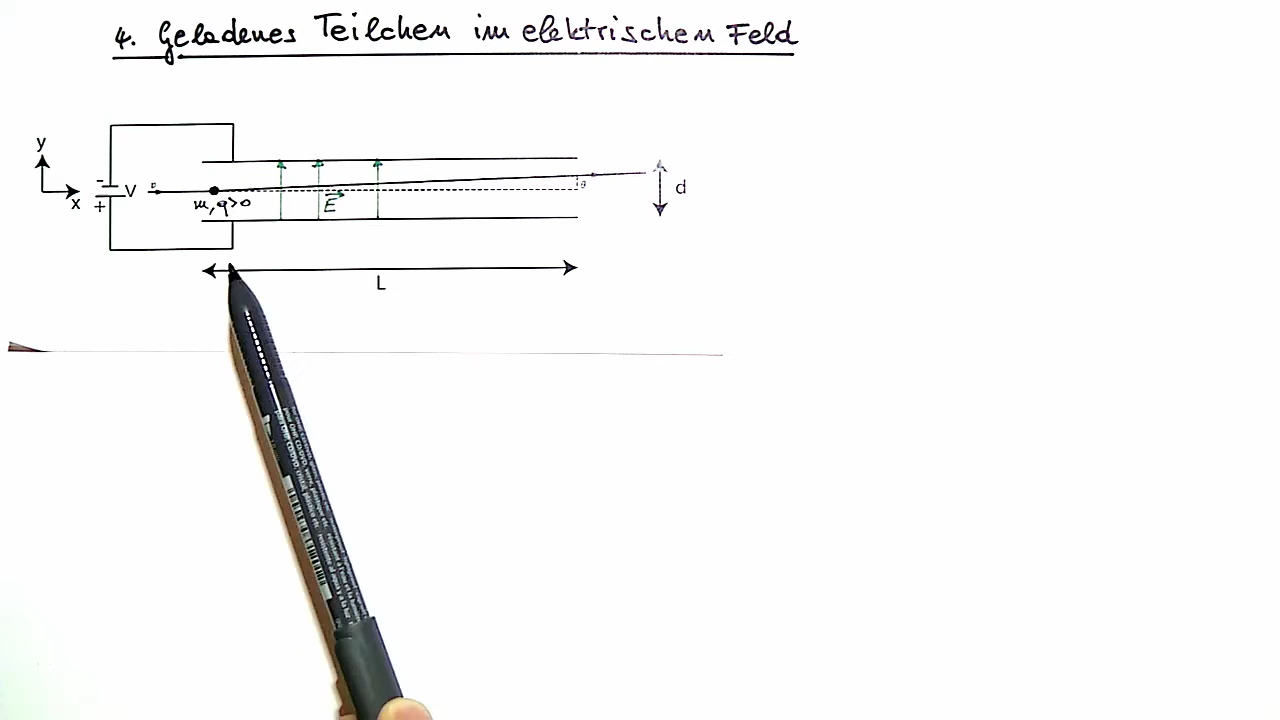 4. Geladenes Teilchen im elektrischen Feld
y
-
V
x
+
m, q>0
E
d
L